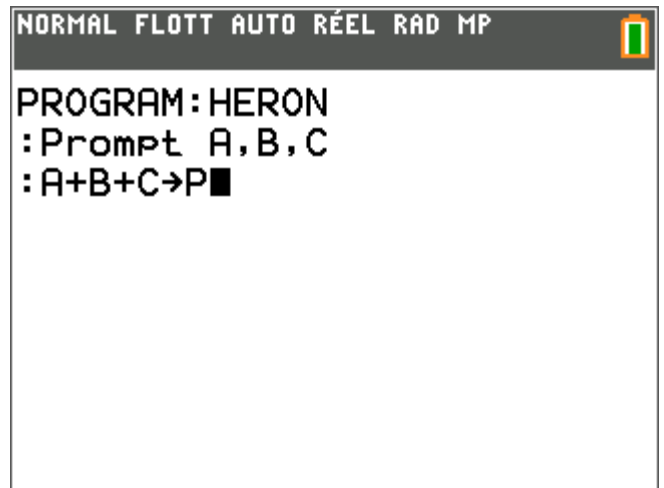 NORMAL FLOTT AUTO RÉEL RAD MP
PROGRAM:HERON
:Prompt A,B,C
:A+B+C→P